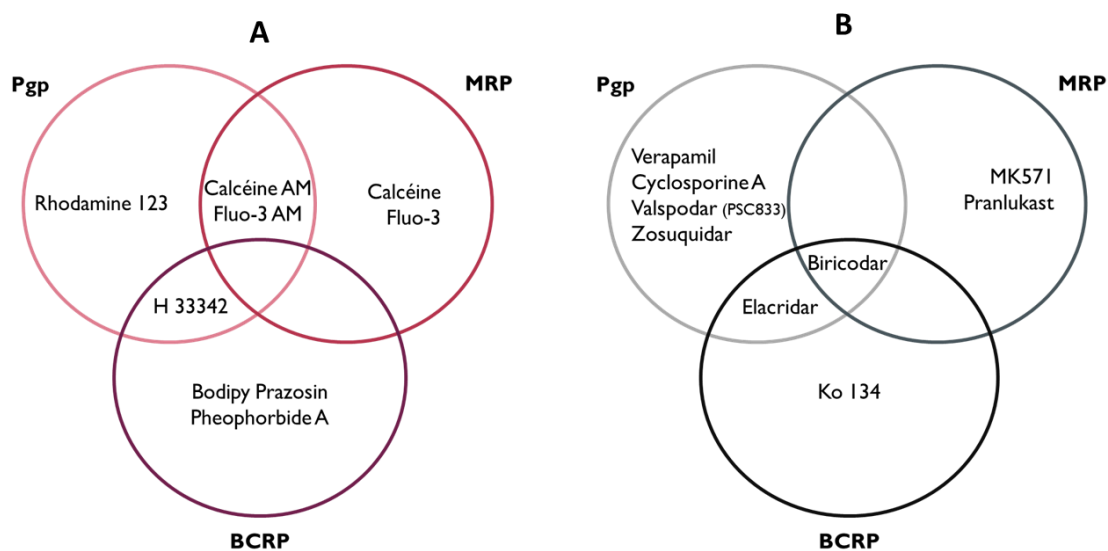 A
Pgp
MRP
Rhodamine 123
Calcéine AM
Fluo-3 AM
Calcéine
Fluo-3
H 33342
Bodipy Prazosin
Pheophorbide A
BCRP
B
Pgp
MRP
Verapamil
Cyclosporine A
Valspodar (PSC833)
Zosuquidar
MK571
Pranlukast
Biricodar
Elacridar
Ko 134
BCRP